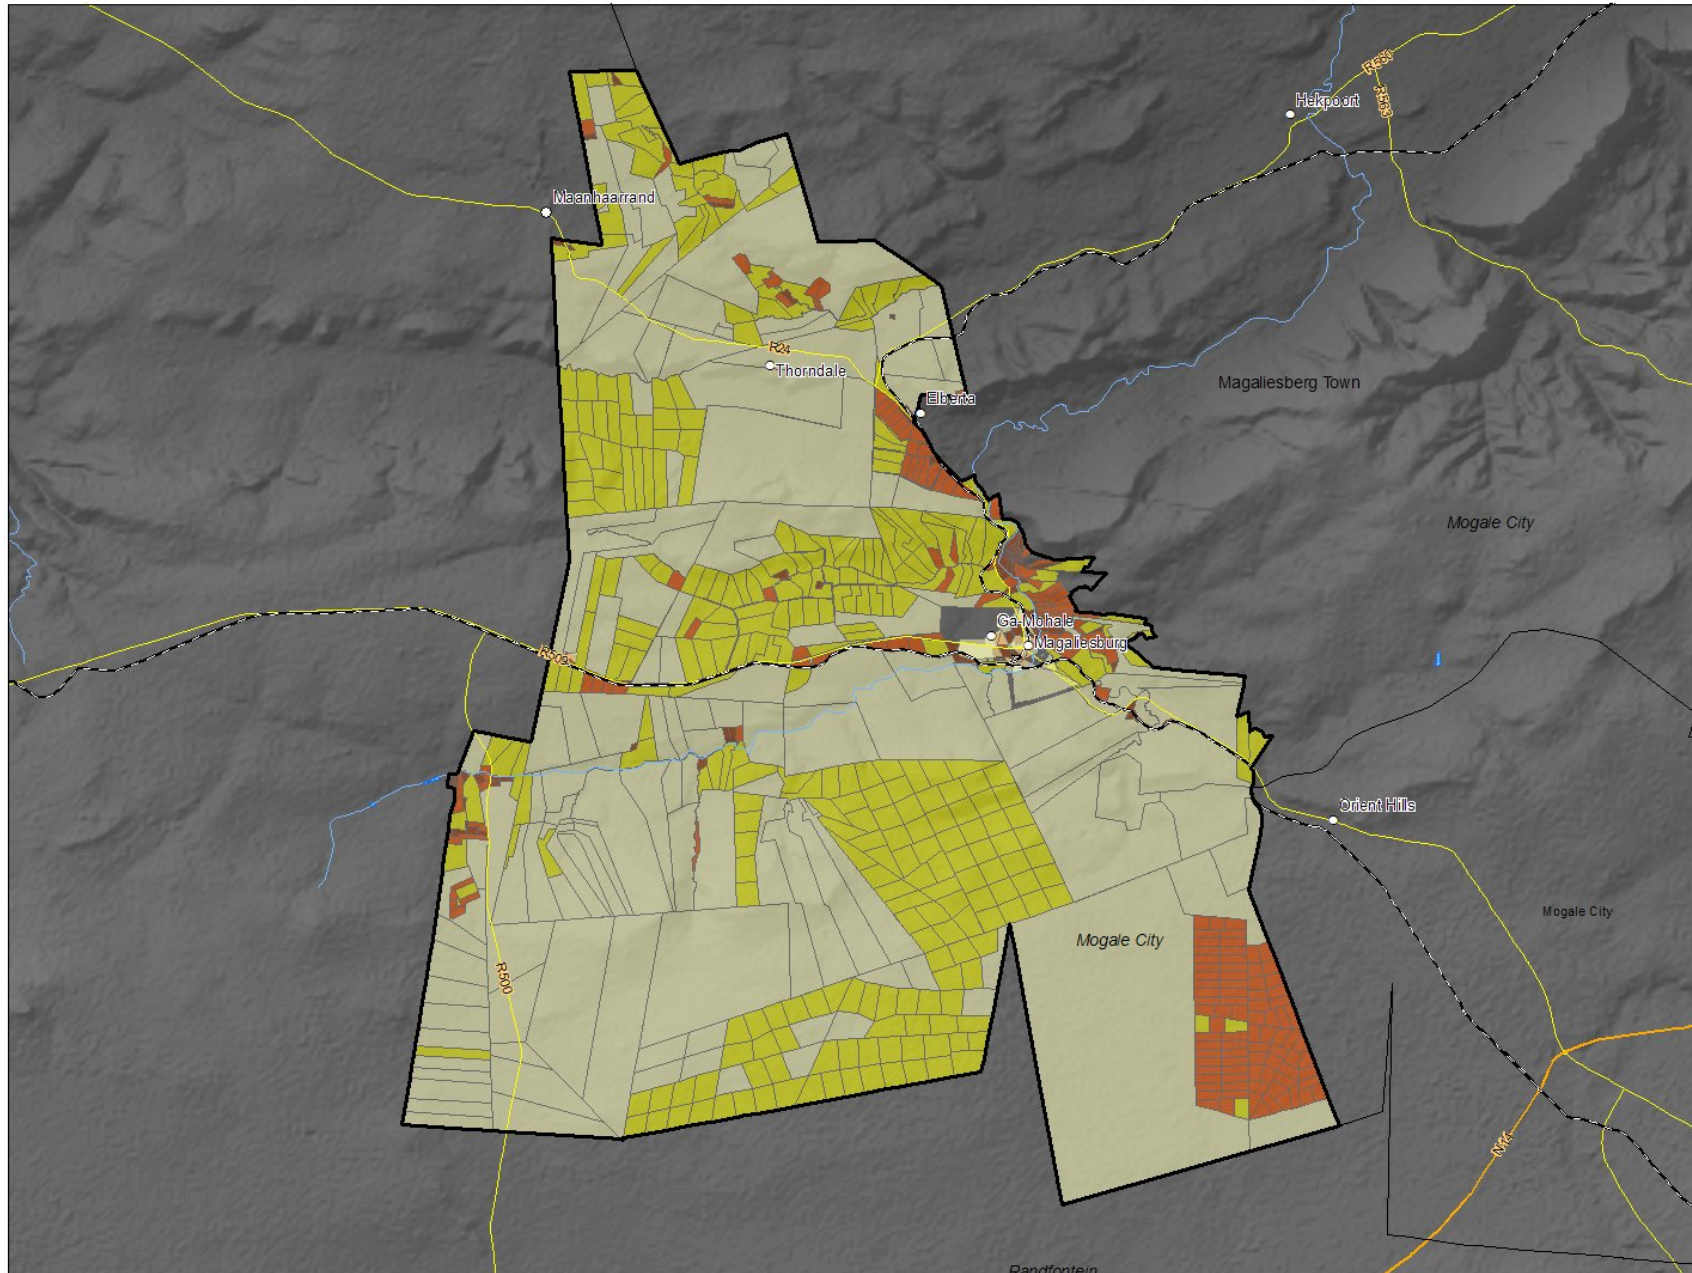 R560
Hekpoort
R563
Maanhaarrand
R24
Thorndale
Magaliesberg Town
Elberta
Mogale City
Ga-Mohale
Magaliesburg
R509
Orient Hills
Mogale City
Mogale City
R500
N14
Randfontein